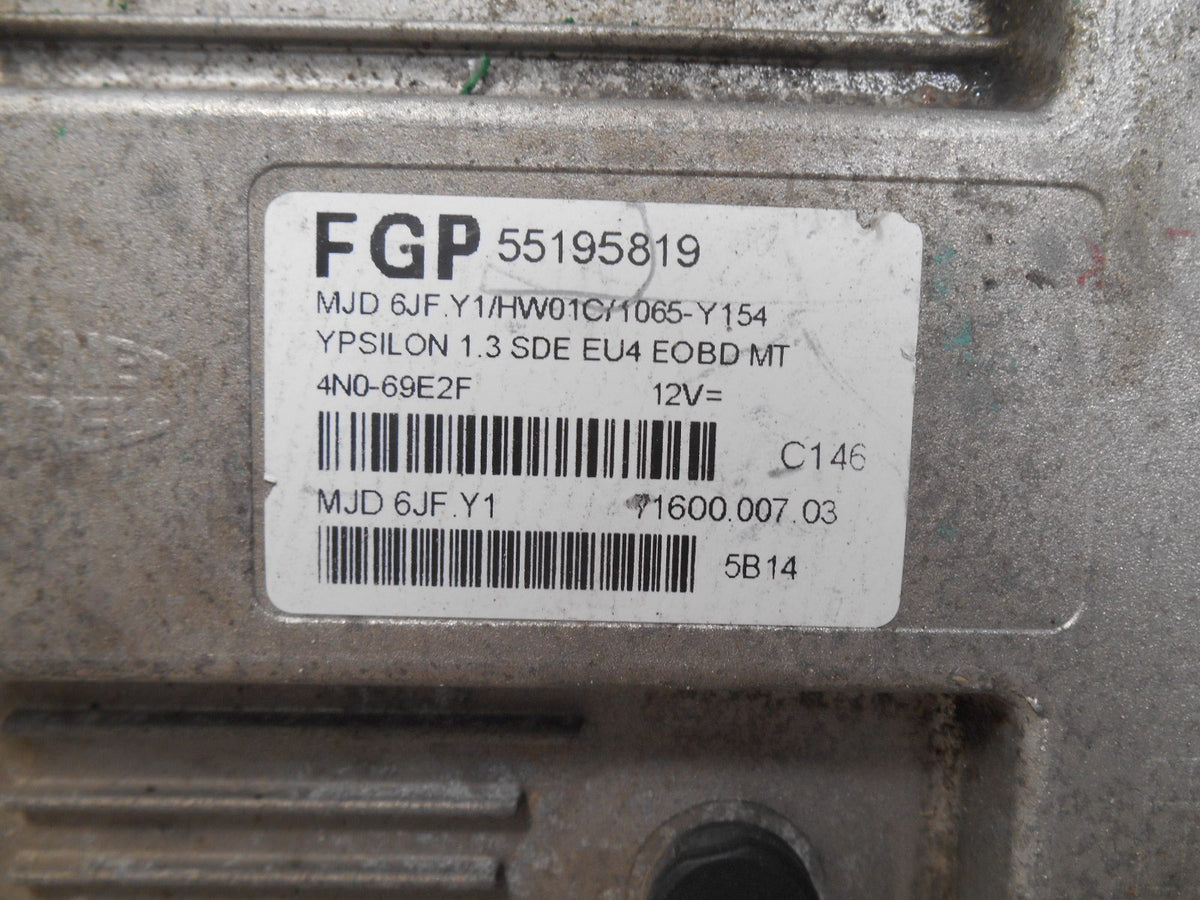 FGP 55195819
MJD 6JF.Y1/HW01C/1065-Y154
YPSILON 1.3 SDE EU4 EOBD MT
4N0-69E2F 12V=
C146
MJD 6JF.Y1 71600.007.03
5B14